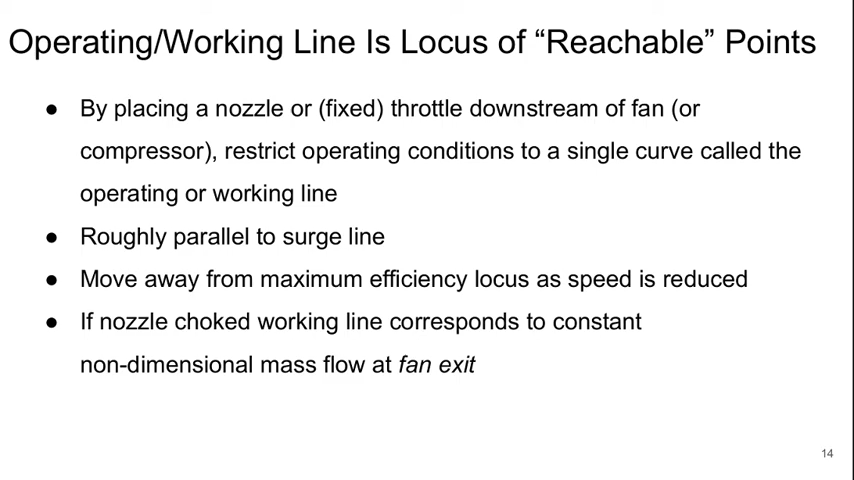 Operating/Working Line Is Locus of “Reachable” Points
● By placing a nozzle or (fixed) throttle downstream of fan (or
compressor), restrict operating conditions to a single curve called the
operating or working line
● Roughly parallel to surge line
● Move away from maximum efficiency locus as speed is reduced
● If nozzle choked working line corresponds to constant
non-dimensional mass flow at fan exit
14